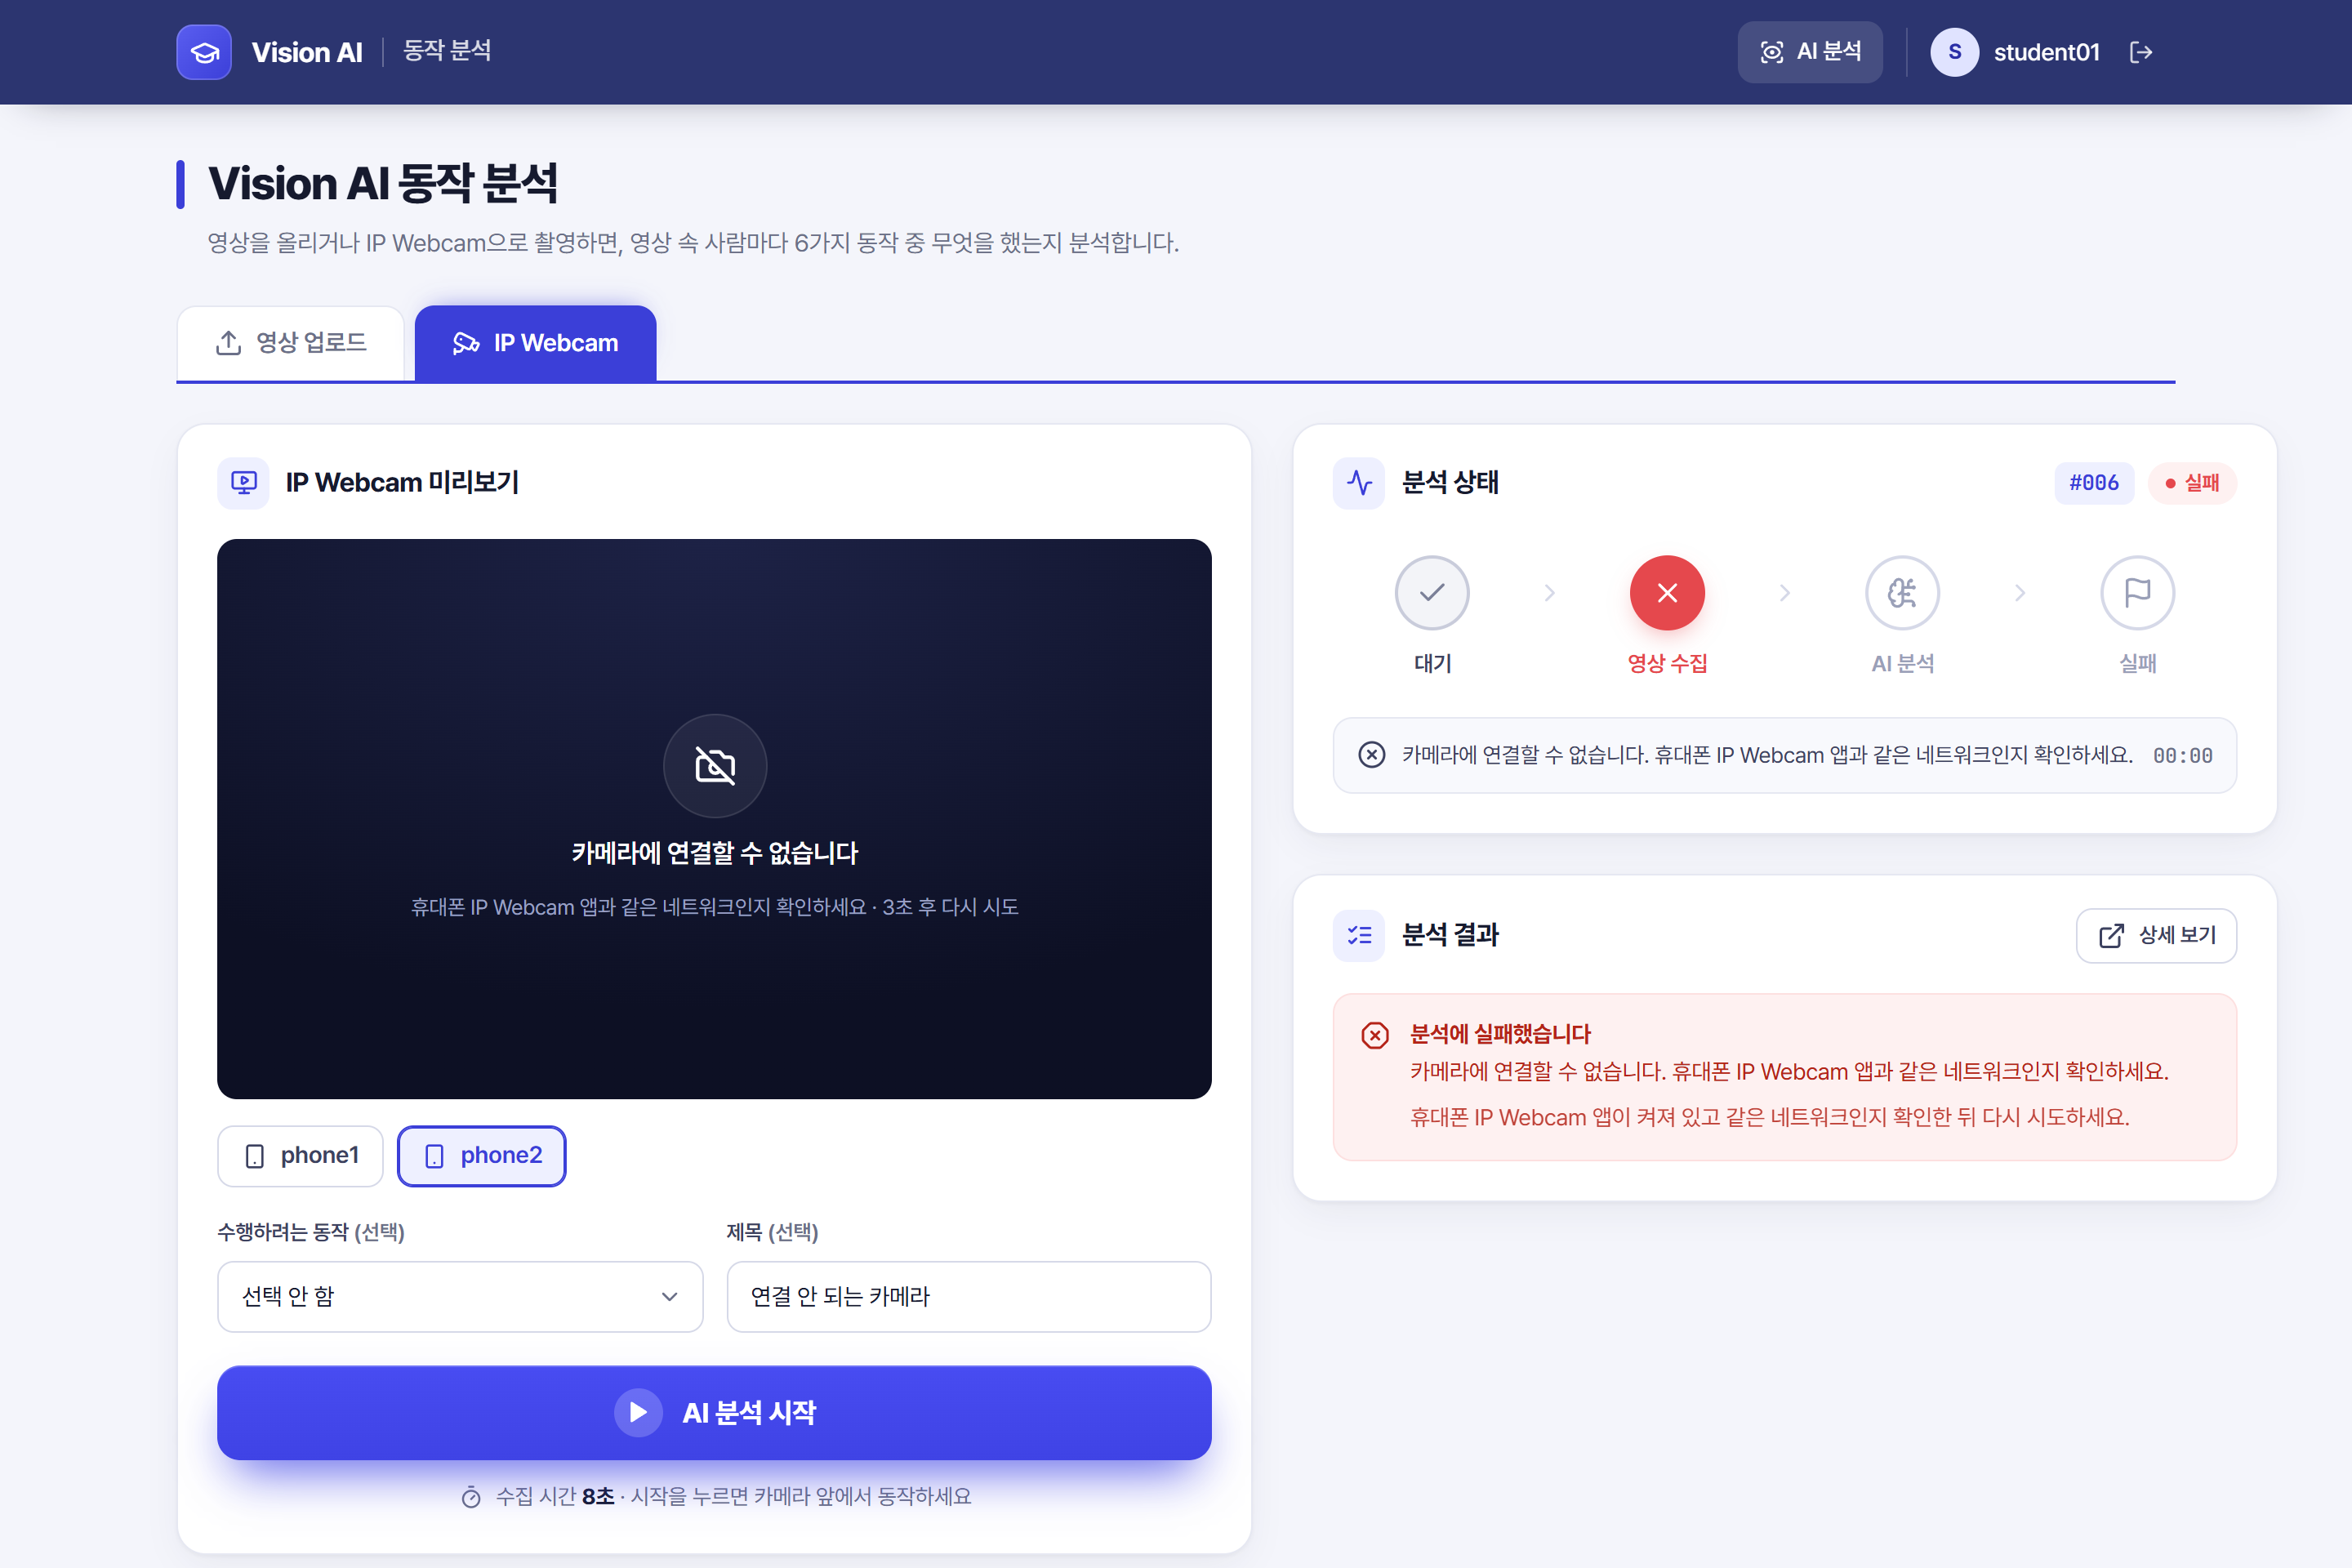 Vision AI
동작 분석
AI 분석
S
student01
Vision AI 동작 분석
영상을 올리거나 IP Webcam으로 촬영하면, 영상 속 사람마다 6가지 동작 중 무엇을 했는지 분석합니다.
영상 업로드
IP Webcam
IP Webcam 미리보기
카메라에 연결할 수 없습니다
휴대폰 IP Webcam 앱과 같은 네트워크인지 확인하세요 · 3초 후 다시 시도
phone1
phone2
수행하려는 동작 (선택)
제목 (선택)
선택 안 함
연결 안 되는 카메라
AI 분석 시작
수집 시간 8초 · 시작을 누르면 카메라 앞에서 동작하세요
분석 상태
#006
실패
대기
영상 수집
AI 분석
실패
카메라에 연결할 수 없습니다. 휴대폰 IP Webcam 앱과 같은 네트워크인지 확인하세요.
00:00
분석 결과
상세 보기
분석에 실패했습니다
카메라에 연결할 수 없습니다. 휴대폰 IP Webcam 앱과 같은 네트워크인지 확인하세요.
휴대폰 IP Webcam 앱이 켜져 있고 같은 네트워크인지 확인한 뒤 다시 시도하세요.